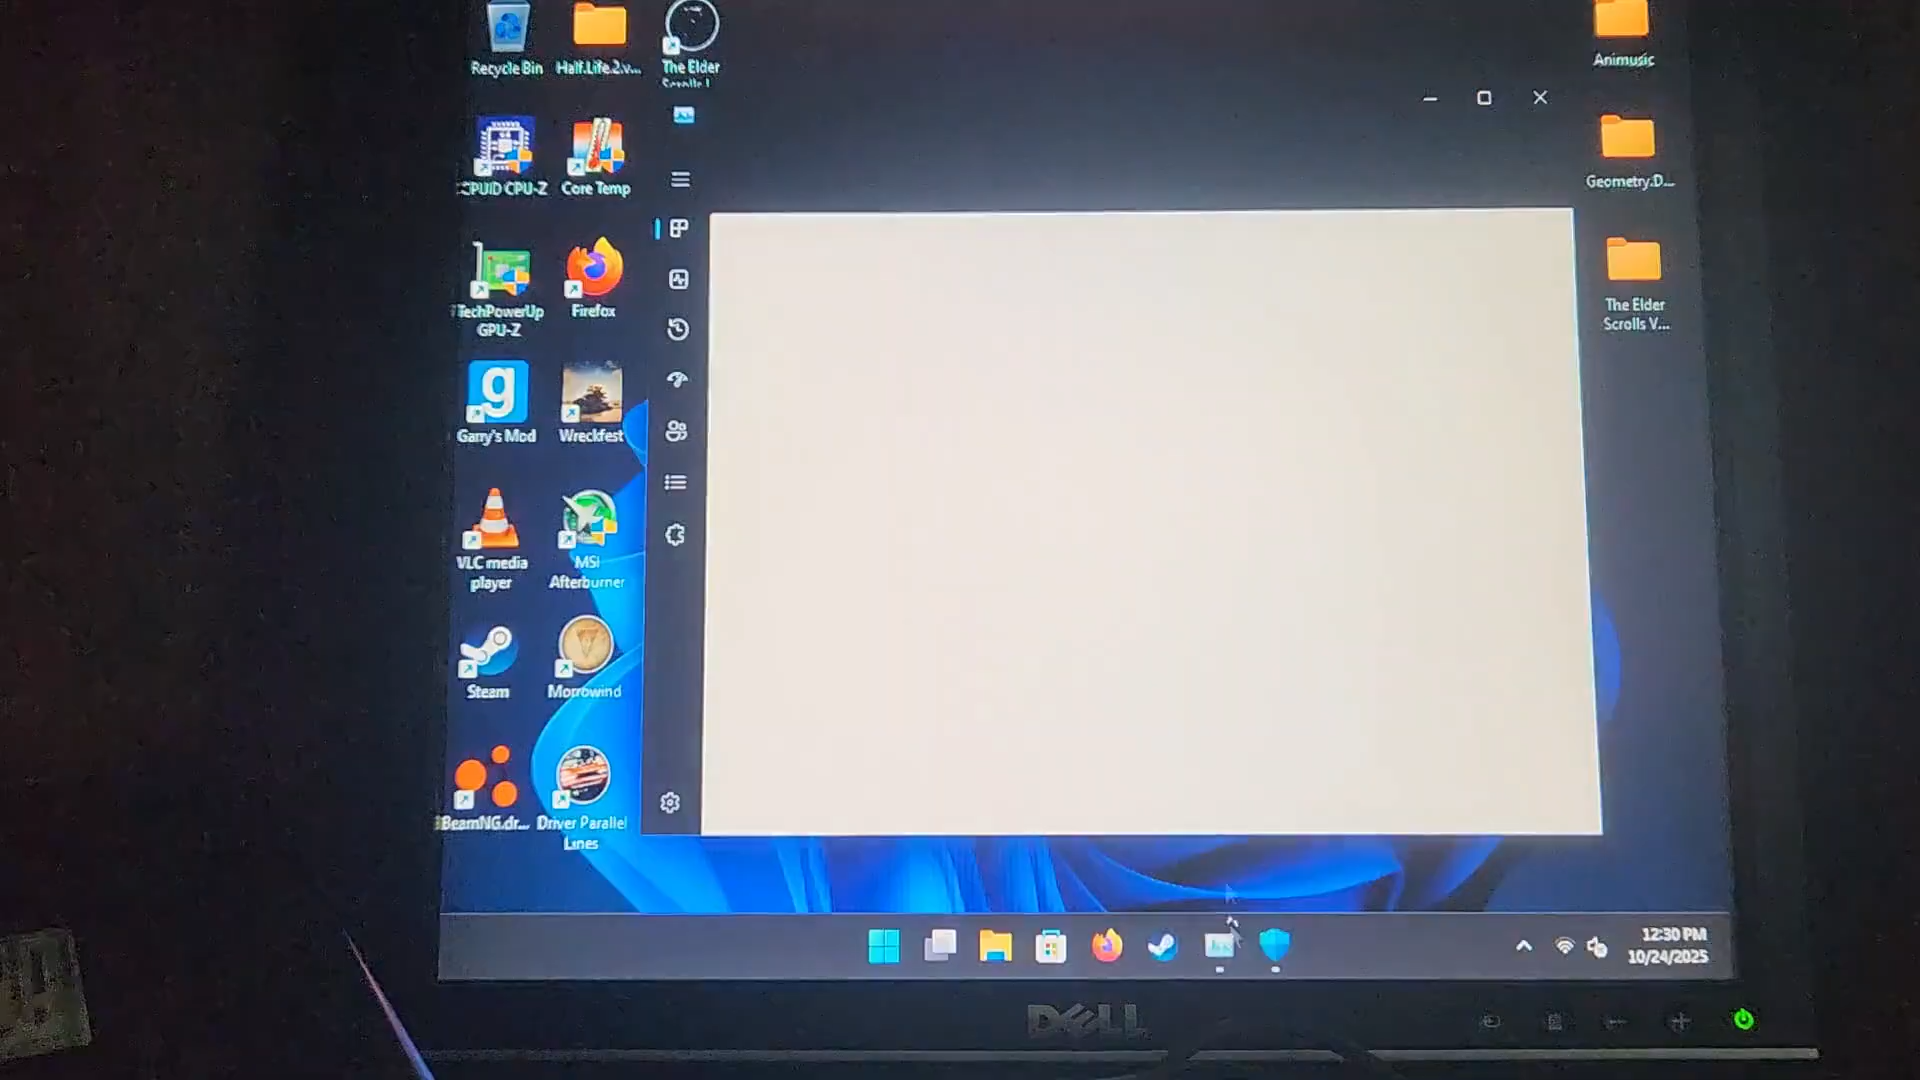 Recycle Bin
Half.Life.2.v...
The Elder
Scrolls I
Animusic
CPUID CPU-Z
Core Temp
Geometry.D...
TechPowerUp
GPU-Z
Firefox
The Elder
Scrolls V...
g
Garry's Mod
Wreckfest
VLC media
player
MSI
Afterburner
Steam
Morrowind
BeamNG.dr...
Driver Parallel
Lines
12:30 PM
10/24/2025
DELL